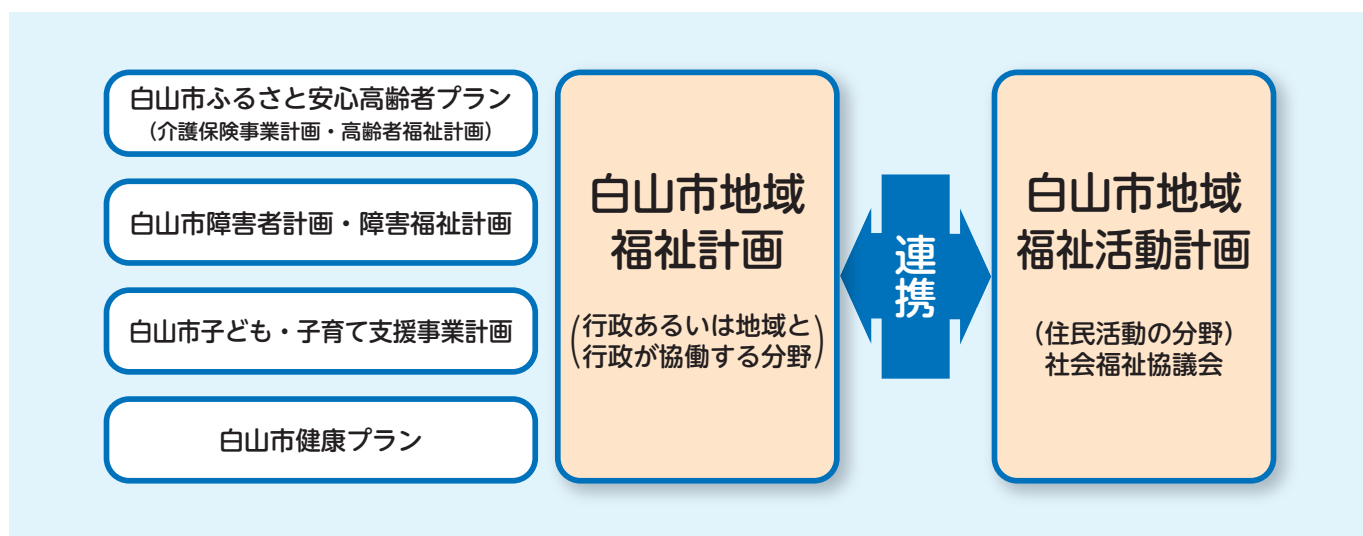 白山市ふるさと安心高齢者プラン
（介護保険事業計画・高齢者福祉計画）
白山市障害者計画・障害福祉計画
白山市子ども・子育て支援事業計画
白山市健康プラン
白山市地域
福祉計画
（行政あるいは地域と
行政が協働する分野）
連携
白山市地域
福祉活動計画
（住民活動の分野）
社会福祉協議会